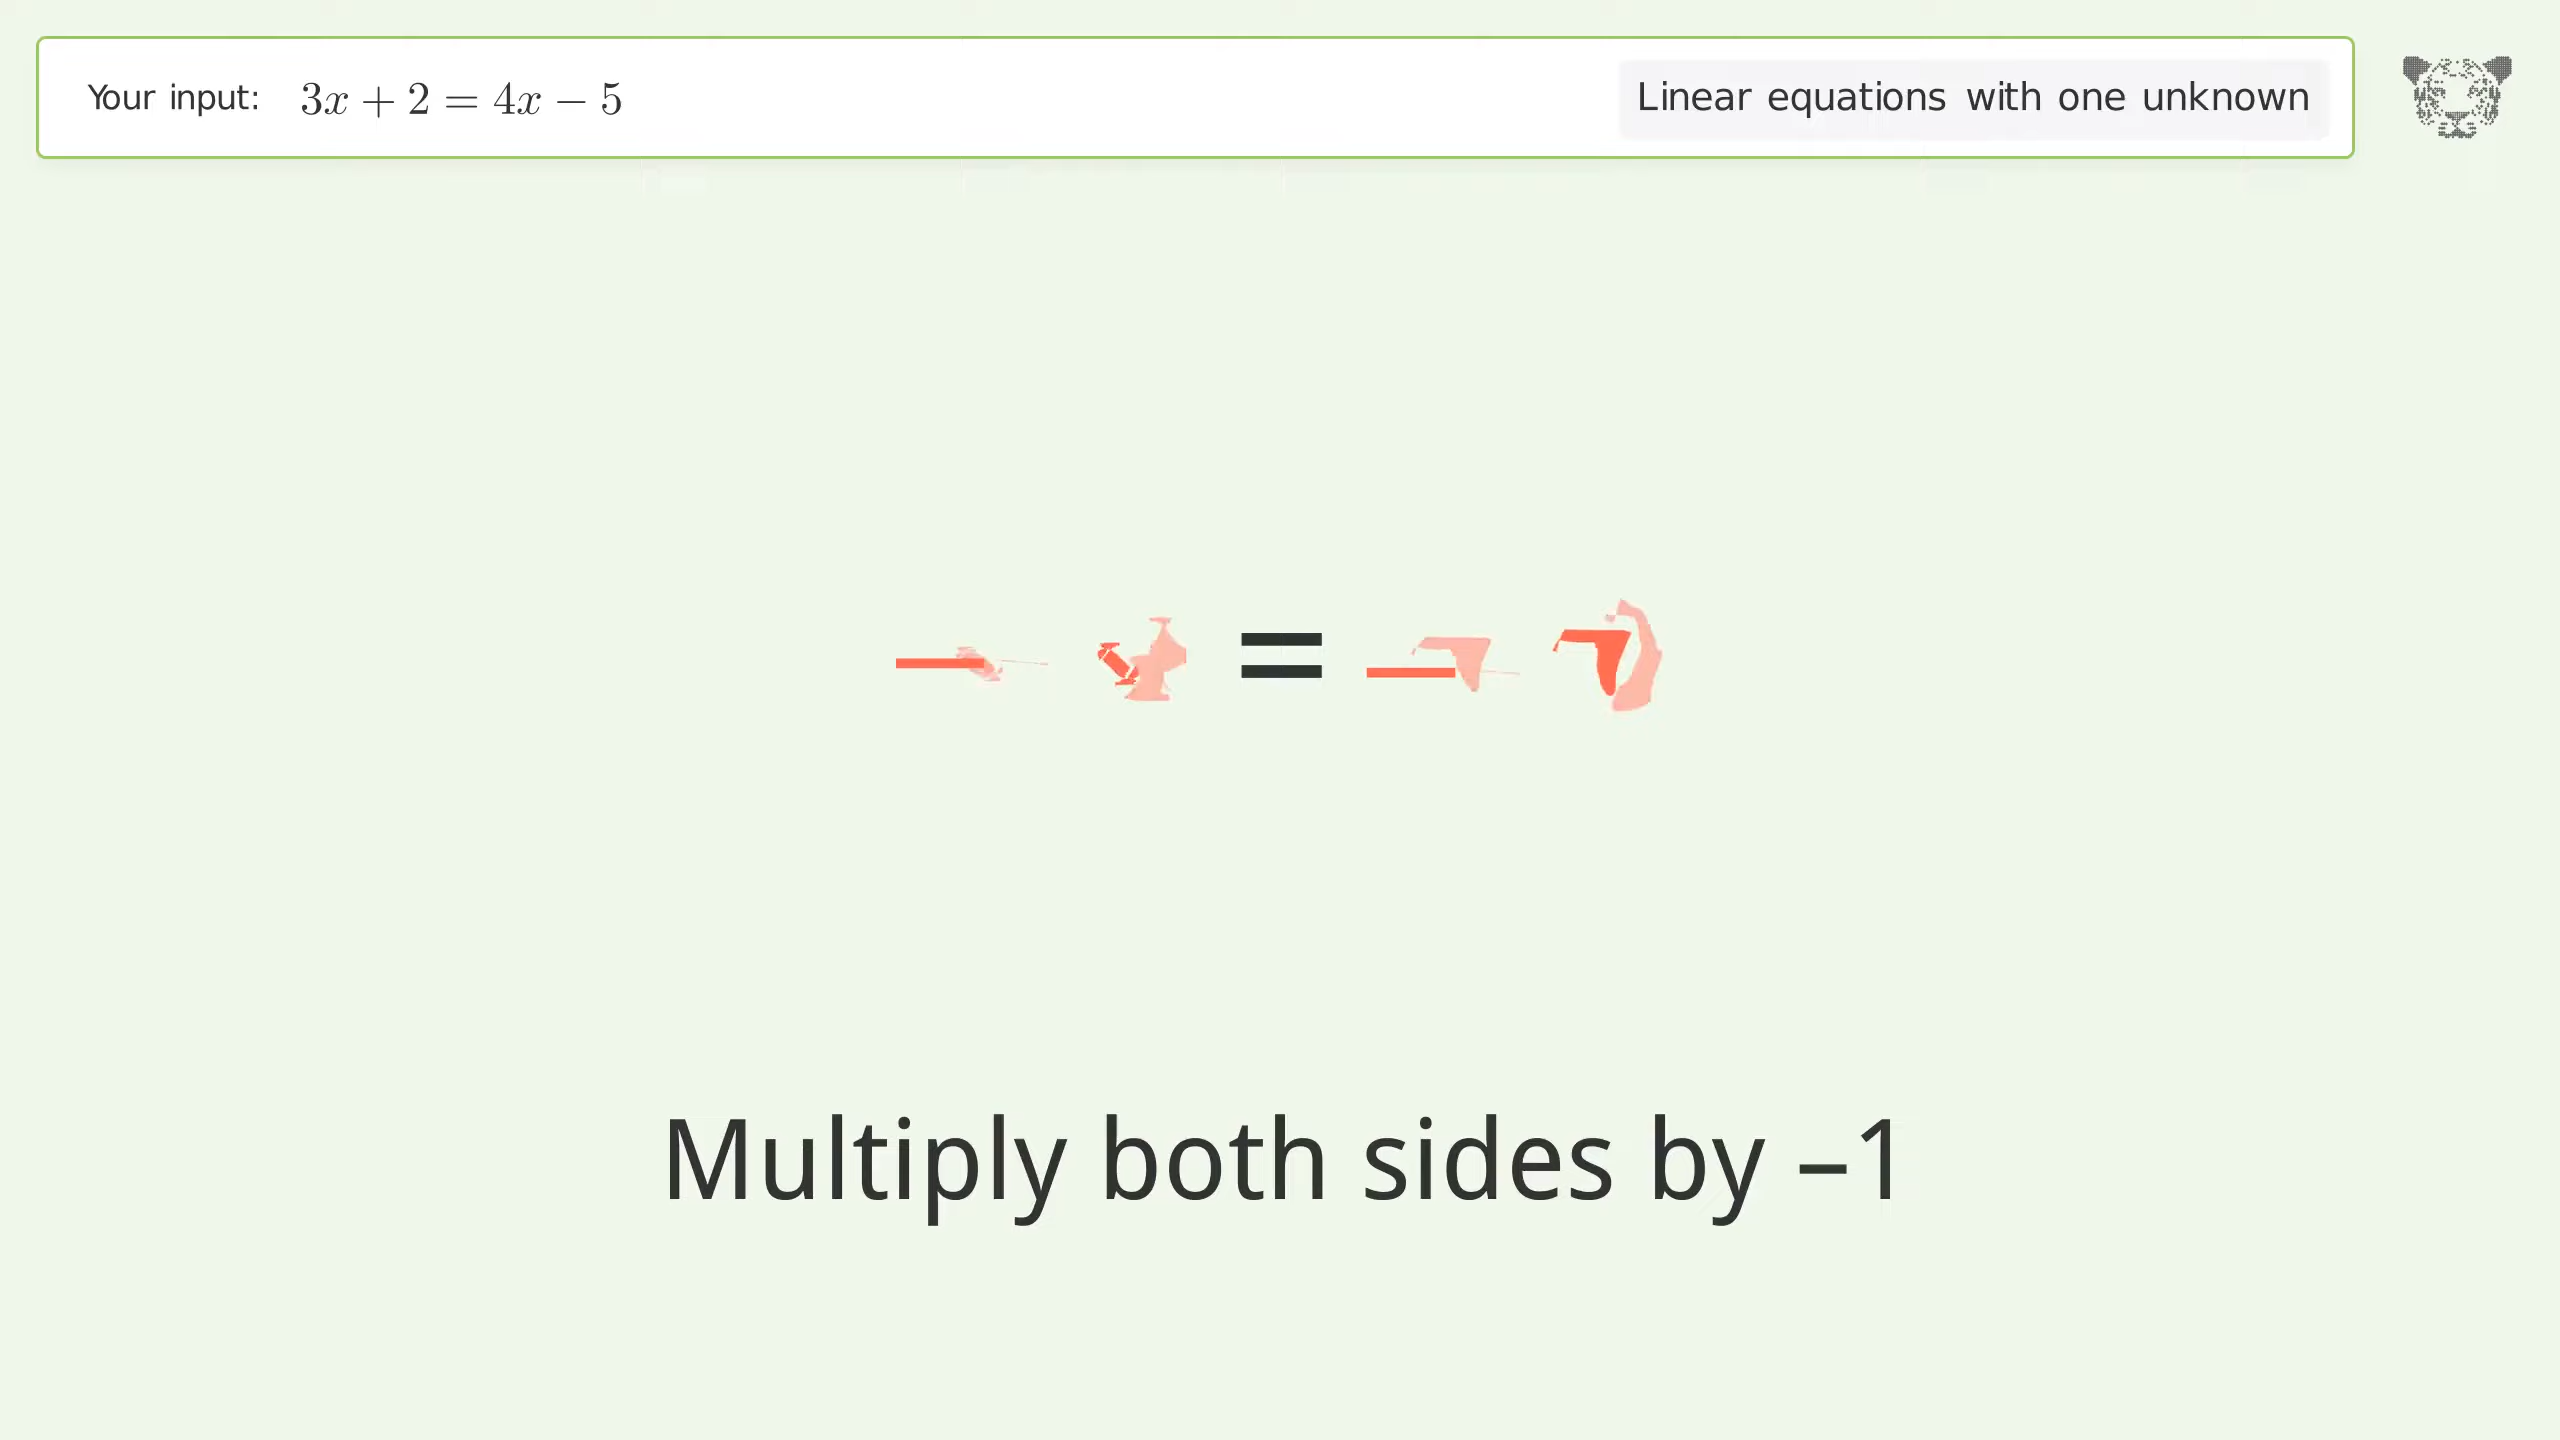 Your input: 3x + 2 = 4x − 5
Linear equations with one unknown
=
Multiply both sides by –1